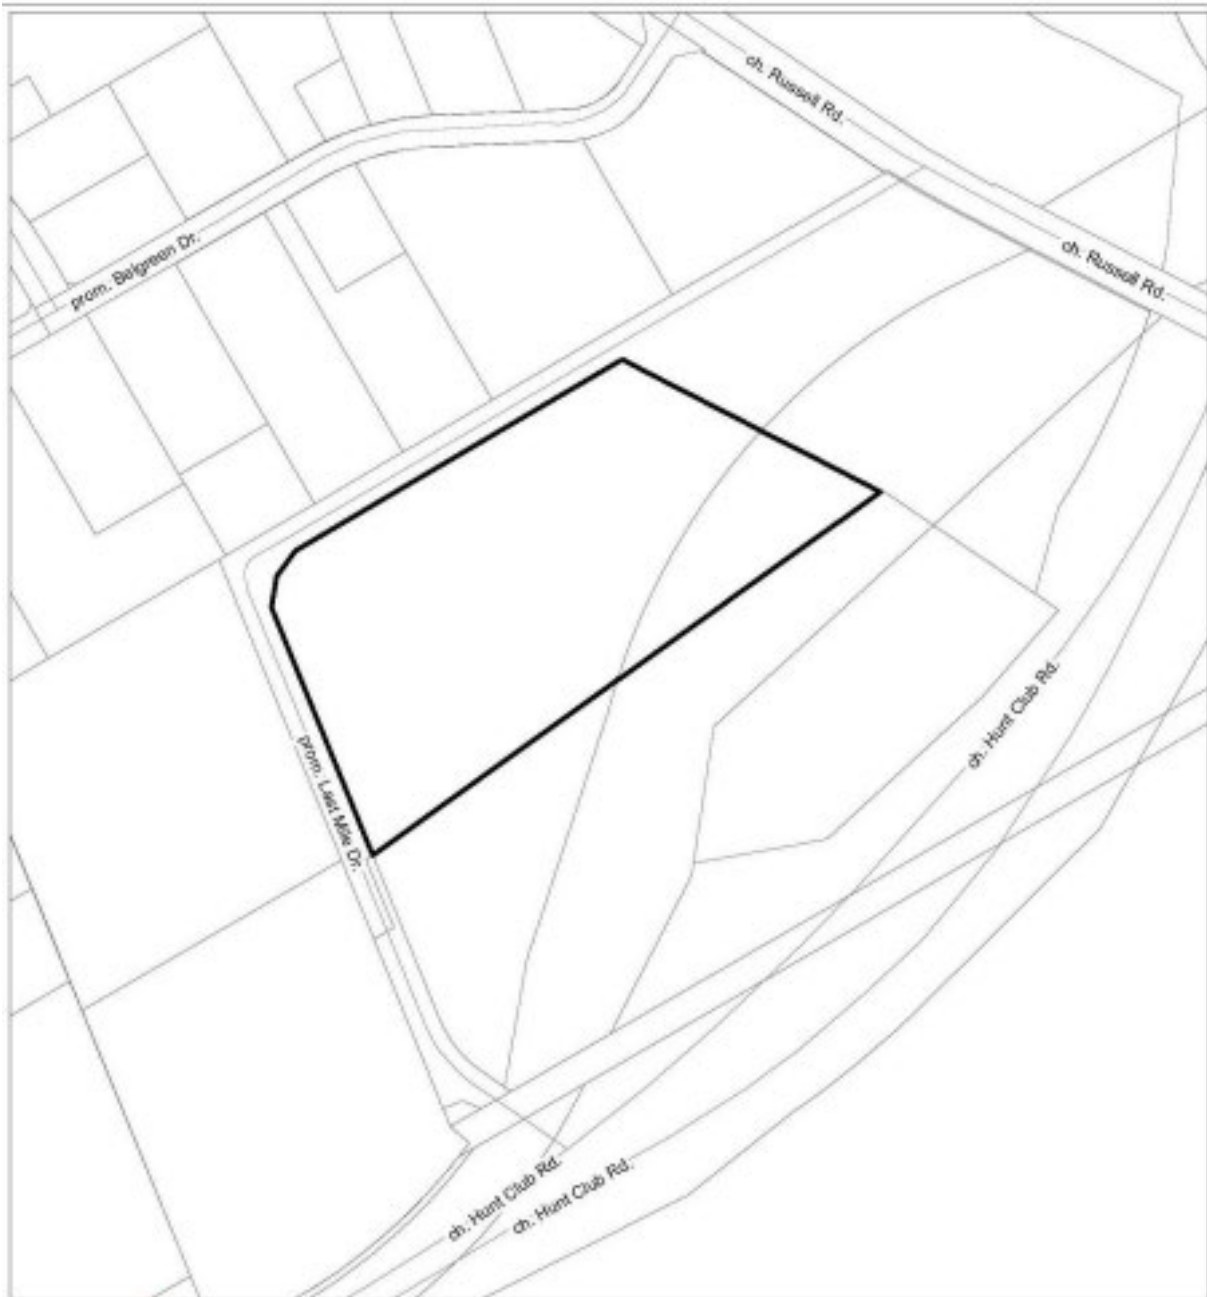 ch. Russell Rd.
ch. Russell Rd.
prom. Belgreen Dr.
ch. Hunt Club Rd.
prom. Last Mile Dr.
ch. Hunt Club Rd.
ch. Hunt Club Rd.